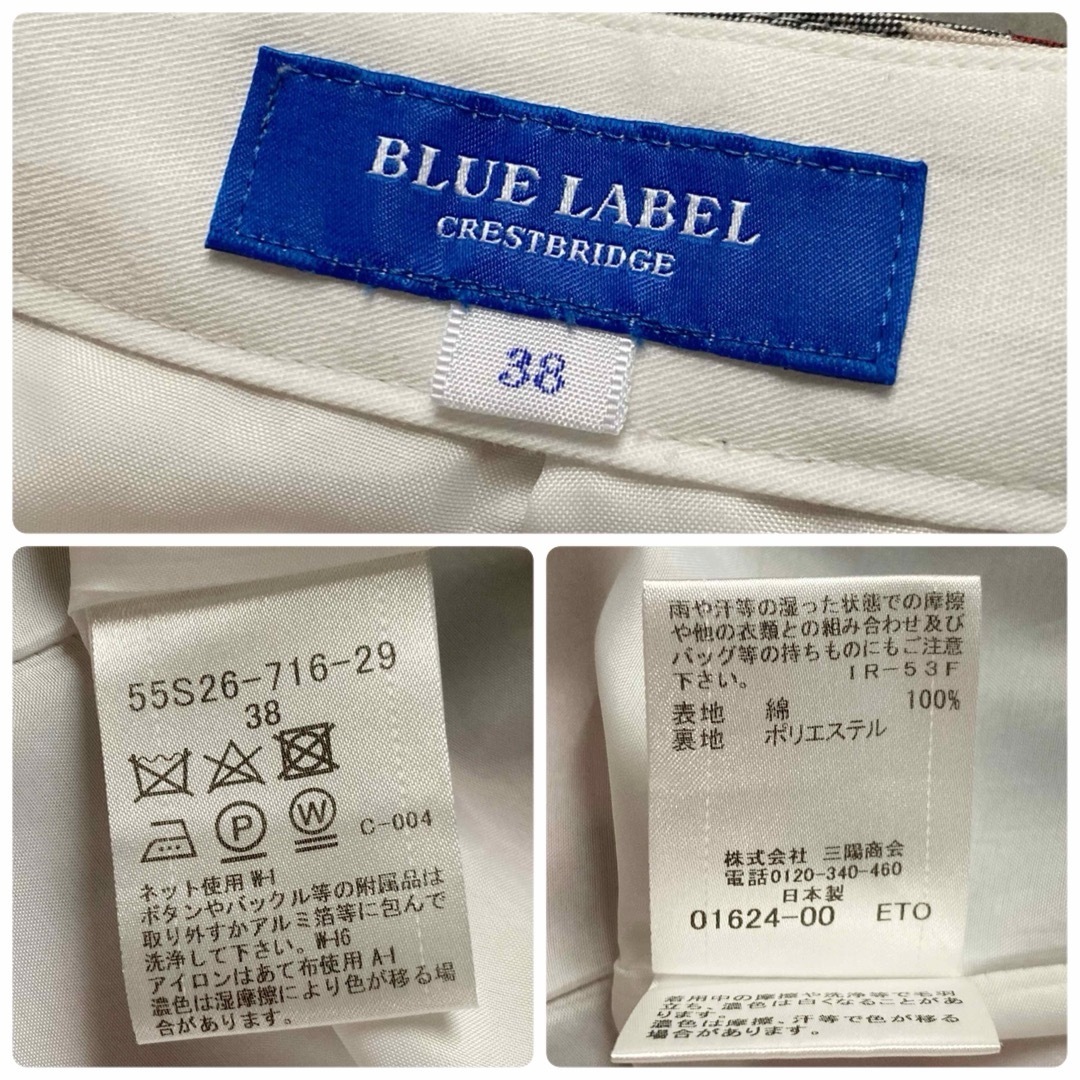 BLUE LABEL
CRESTBRIDGE
38
55S26-716-29
38
P W C-004
ネット使用 W-1
ボタンやバックル等の附属品は
取り外すかアルミ箔等に包んで
洗浄して下さい。W-16
アイロンはあて布使用 A-1
濃色は湿摩擦により色が移る場
合があります。
雨や汗等の湿った状態での摩擦
や他の衣類との組み合わせ及び
バッグ等の持ちものにもご注意
下さい。 IR-53F
表地 綿 100%
裏地 ポリエステル
株式会社 三陽商会
電話0120-340-460
日本製
01624-00 ETO
着用中の摩擦や洗浄等で毛羽
立ち、濃色は白くなることがあ
ります。
濃色は摩擦、汗等で色が移る
場合があります。